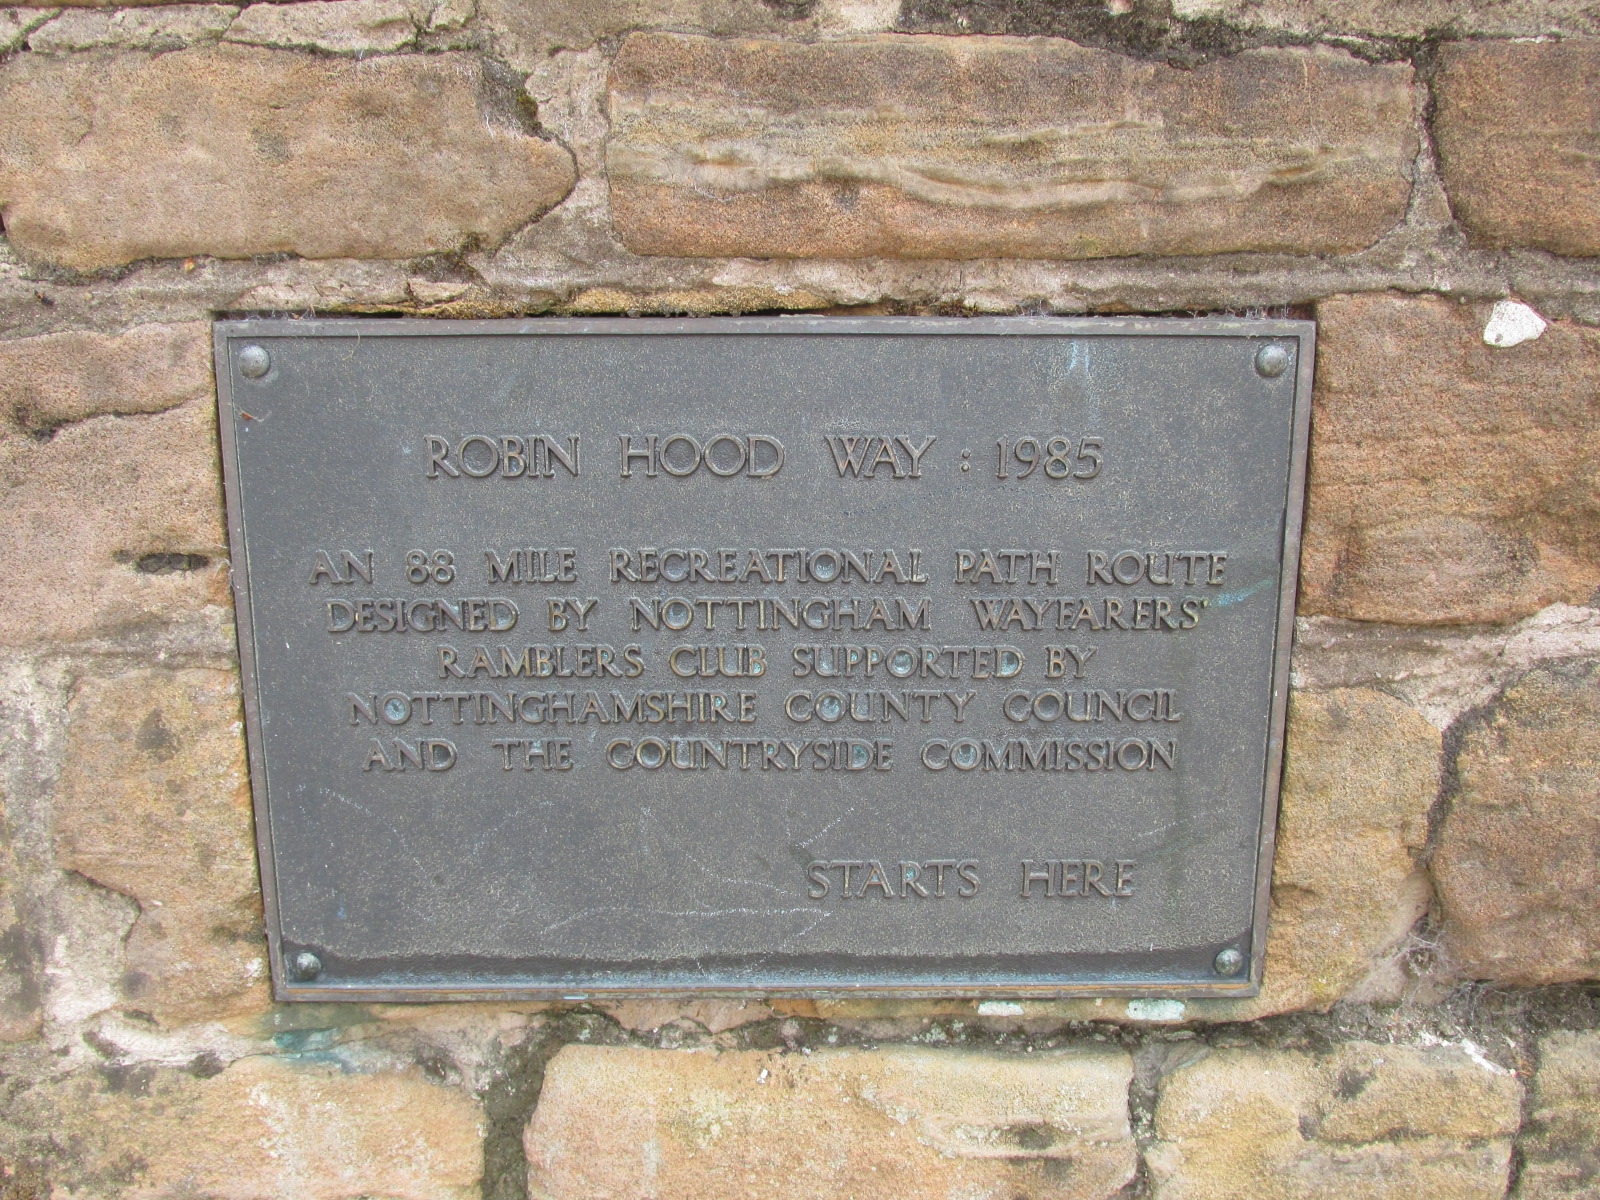 ROBIN HOOD WAY : 1985
AN 88 MILE RECREATIONAL PATH ROUTE
DESIGNED BY NOTTINGHAM WAYFARERS'
RAMBLERS CLUB SUPPORTED BY
NOTTINGHAMSHIRE COUNTY COUNCIL
AND THE COUNTRYSIDE COMMISSION
STARTS HERE